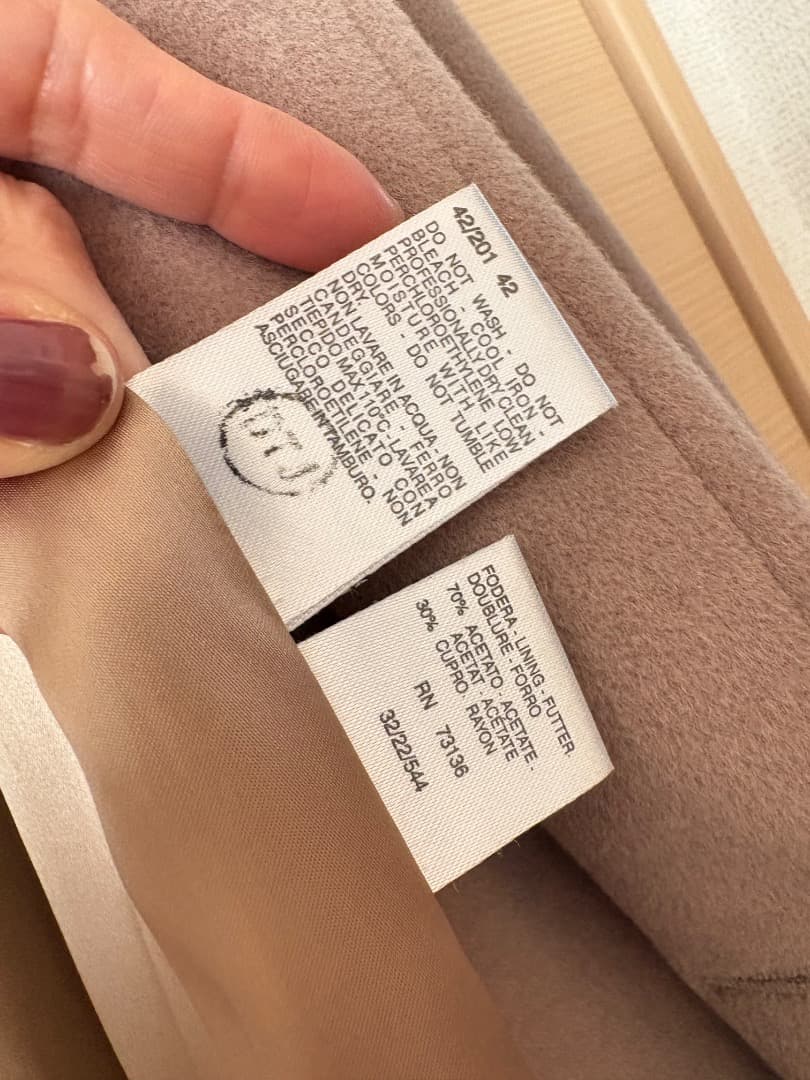 42/201 42
DO NOT WASH - DO NOT
BLEACH - COOL IRON -
PROFESSIONALLY DRY CLEAN -
PERCHLOROETHYLENE LOW
MOISTURE WITH LIKE
COLORS - DO NOT TUMBLE
DRY.
NON LAVARE IN ACQUA - NON
CANDEGGIARE - FERRO
TIEPIDO MAX 110°C - LAVARE A
SECCO DELICATO CON
PERCLOROETILENE - NON
ASCIUGARE IN TAMBURO.
FODERA - LINING - FUTTER -
DOUBLURE - FORRO
70% ACETATO - ACETATE -
ACETAT - ACÉTATE
30% CUPRO - RAYON
RN 73136
32/22/544